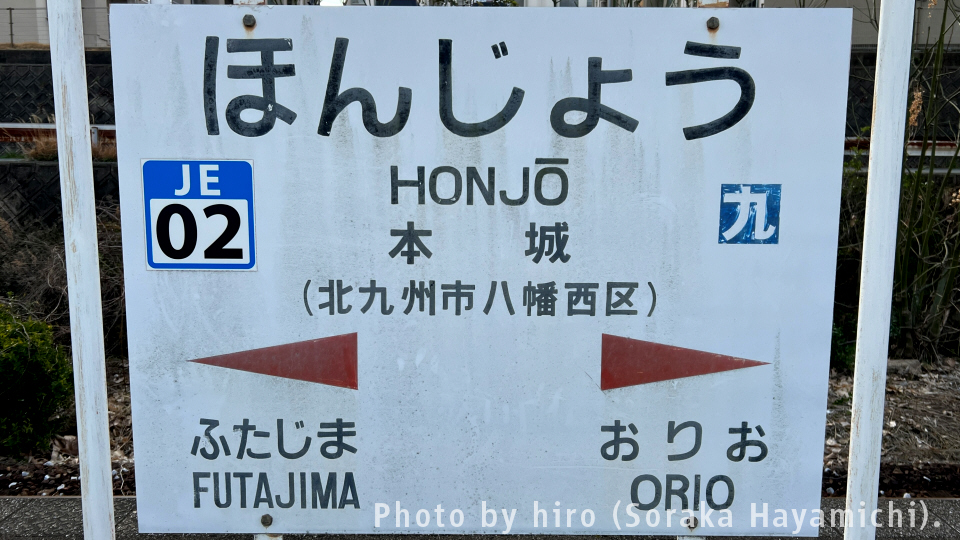 ほんじょう
JE
02
HONJŌ
九
本城
(北九州市八幡西区)
ふたじま
おりお
FUTAJIMA
ORIO
Photo by hiro (Soraka Hayamichi).